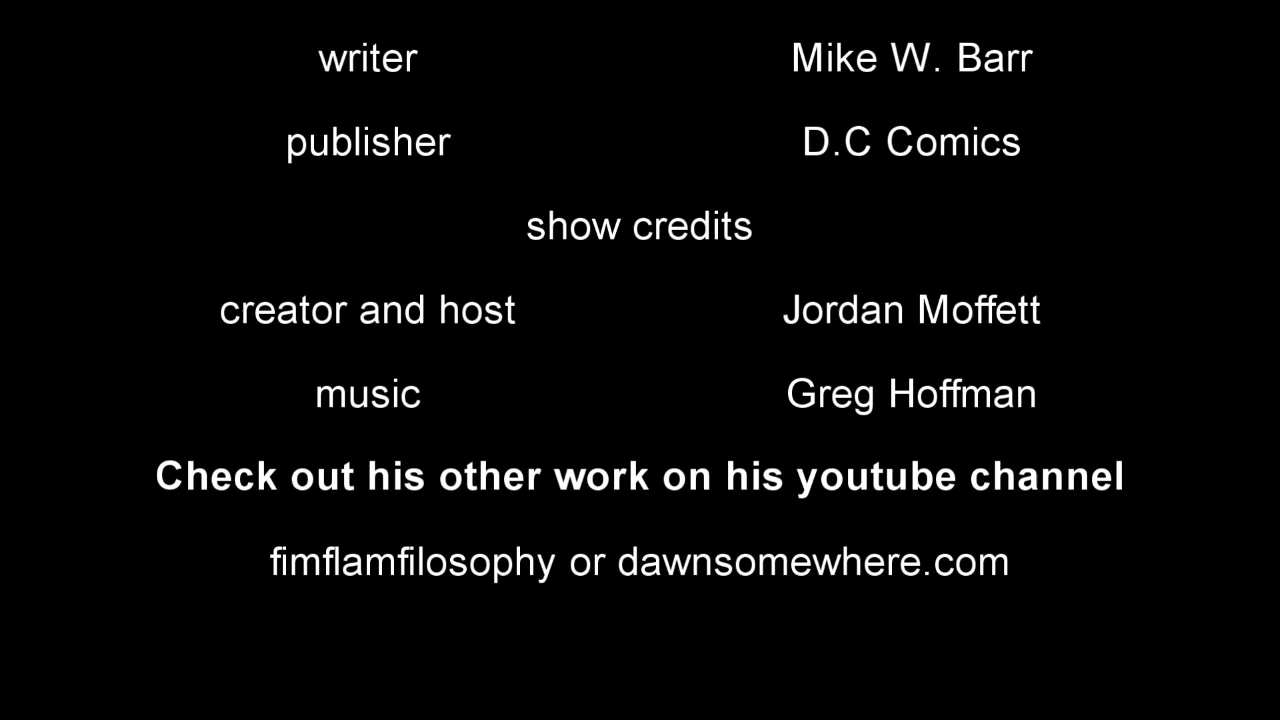 writer Mike W. Barr
publisher D.C Comics
show credits
creator and host Jordan Moffett
music Greg Hoffman
Check out his other work on his youtube channel
fimflamfilosophy or dawnsomewhere.com